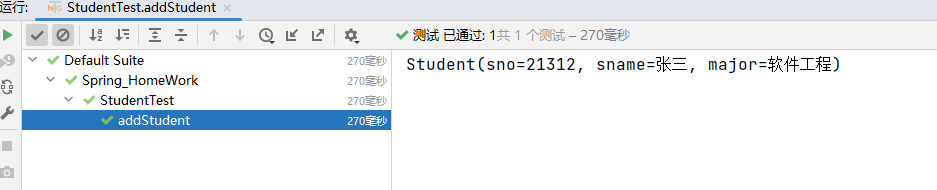 运行: StudentTest.addStudent
测试 已通过: 1共 1 个测试 – 270毫秒
Default Suite 270毫秒
Spring_HomeWork 270毫秒
StudentTest 270毫秒
addStudent 270毫秒
Student(sno=21312, sname=张三, major=软件工程)